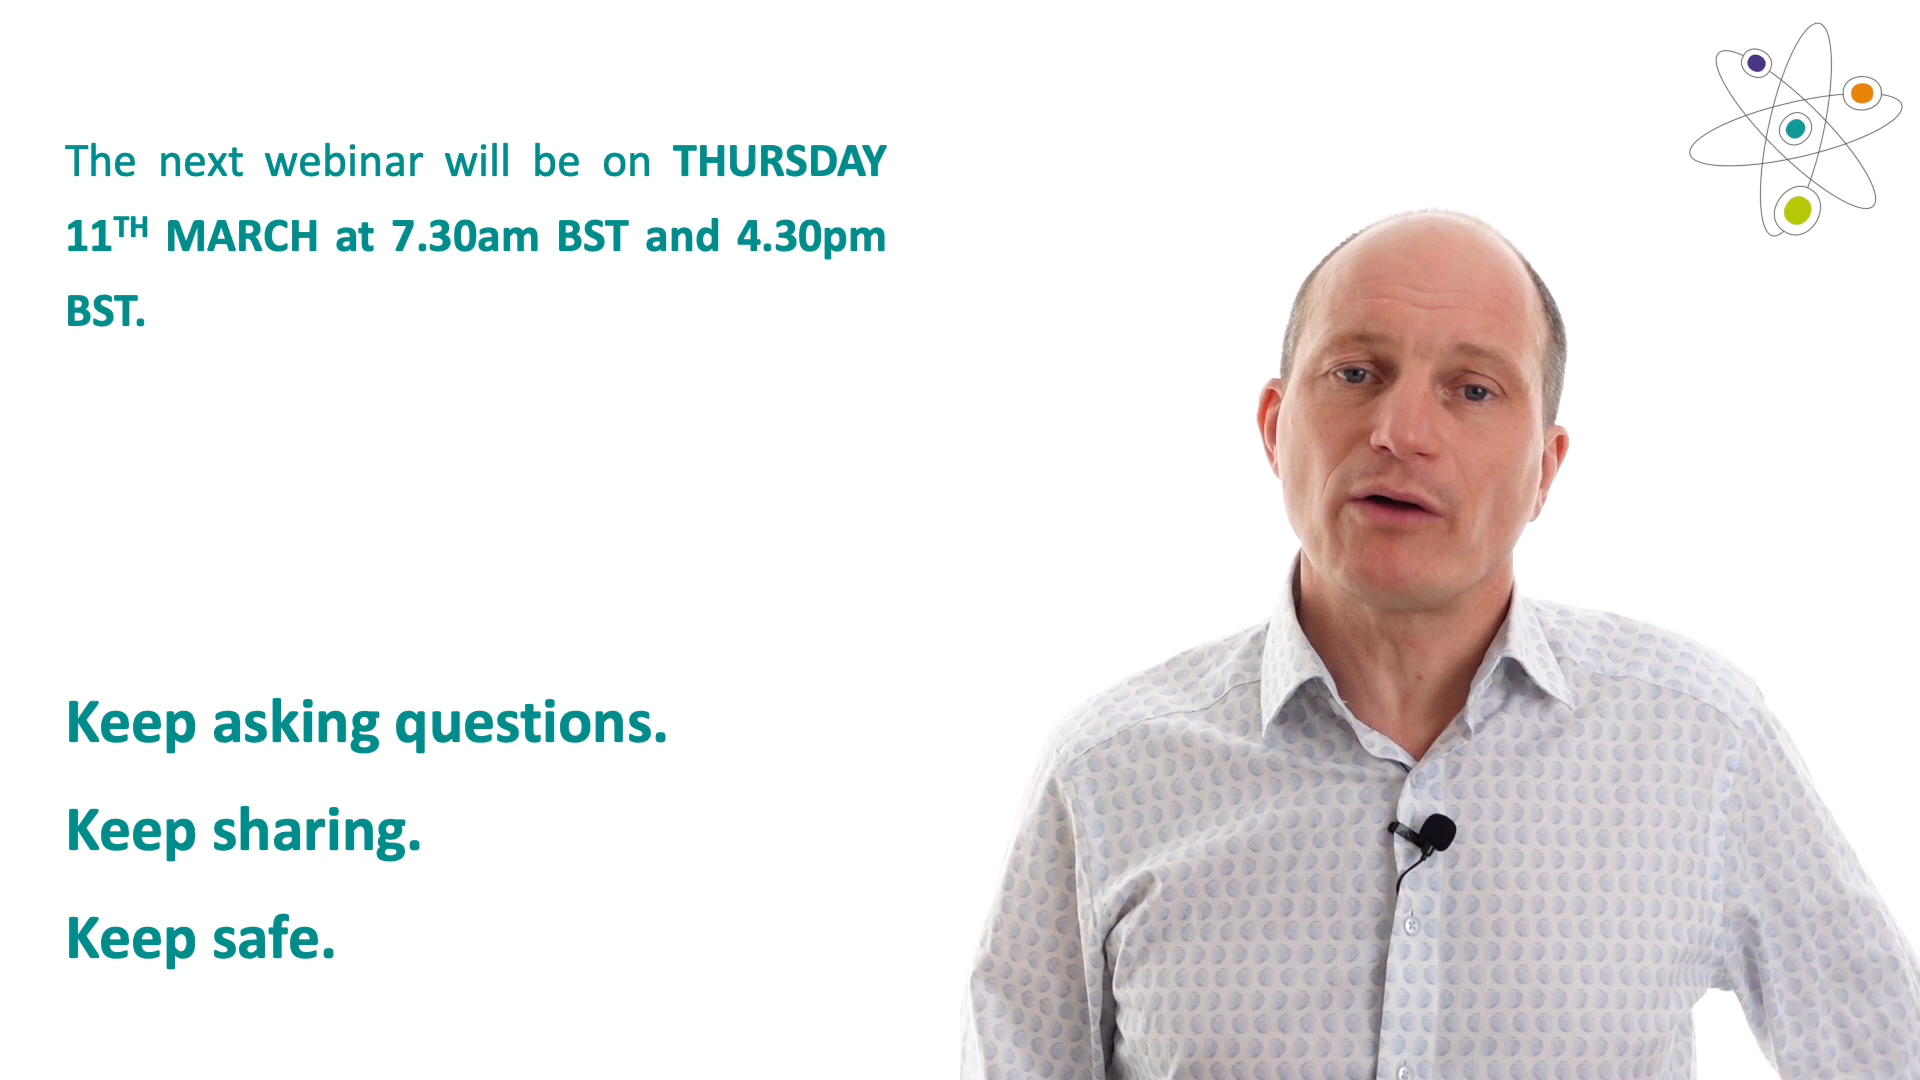 The next webinar will be on THURSDAY
11TH MARCH at 7.30am BST and 4.30pm
BST.
Keep asking questions.
Keep sharing.
Keep safe.